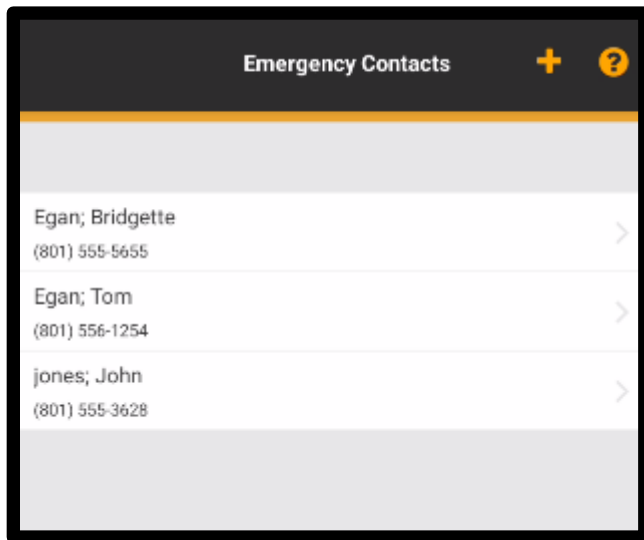 Emergency Contacts
Egan; Bridgette
(801) 555-5655
Egan; Tom
(801) 556-1254
jones; John
(801) 555-3628